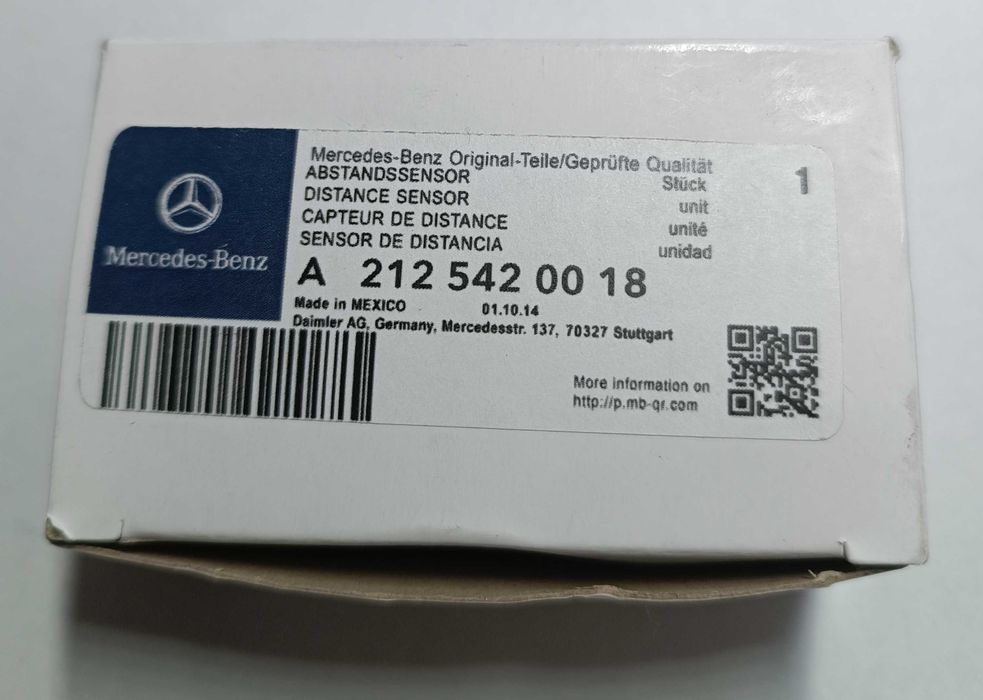 Mercedes-Benz
Mercedes-Benz Original-Teile/Geprüfte Qualität
ABSTANDSSENSOR Stück 1
DISTANCE SENSOR unit
CAPTEUR DE DISTANCE unité
SENSOR DE DISTANCIA unidad
A 212 542 00 18
Made in MEXICO 01.10.14
Daimler AG, Germany, Mercedesstr. 137, 70327 Stuttgart
More information on
http://p.mb-qr.com